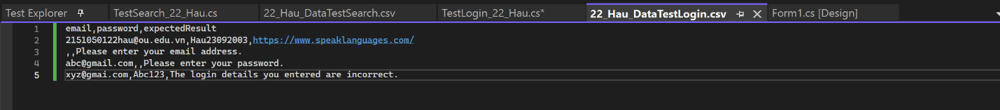 Test Explorer TestSearch_22_Hau.cs 22_Hau_DataTestSearch.csv TestLogin_22_Hau.cs* 22_Hau_DataTestLogin.csv Form1.cs [Design]
1 email,password,expectedResult
2 2151050122hau@ou.edu.vn,Hau23092003,https://www.speaklanguages.com/
3 ,,Please enter your email address.
4 abc@gmail.com,,Please enter your password.
5 xyz@gmai.com,Abc123,The login details you entered are incorrect.